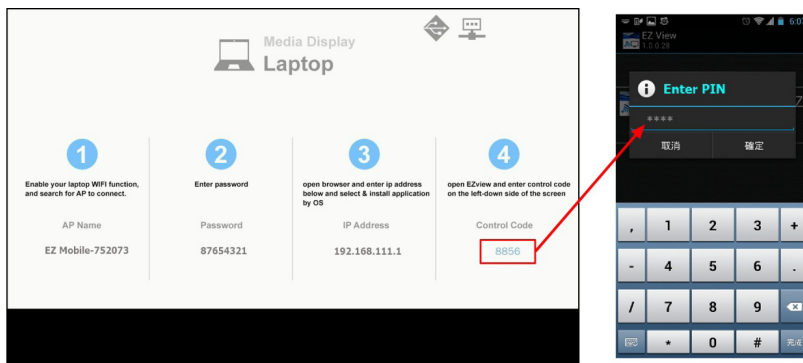 Media Display
Laptop
1
2
3
4
Enable your laptop WIFI function,
and search for AP to connect.
Enter password
open browser and enter ip address
below and select & install application
by OS
open EZview and enter control code
on the left-down side of the screen
AP Name
Password
IP Address
Control Code
EZ Mobile-752073
87654321
192.168.111.1
8856
EZ View
1.0.0.28
Enter PIN
****
取消
確定
, 1 2 3 +
- 4 5 6 .
/ 7 8 9
* 0 # 完成